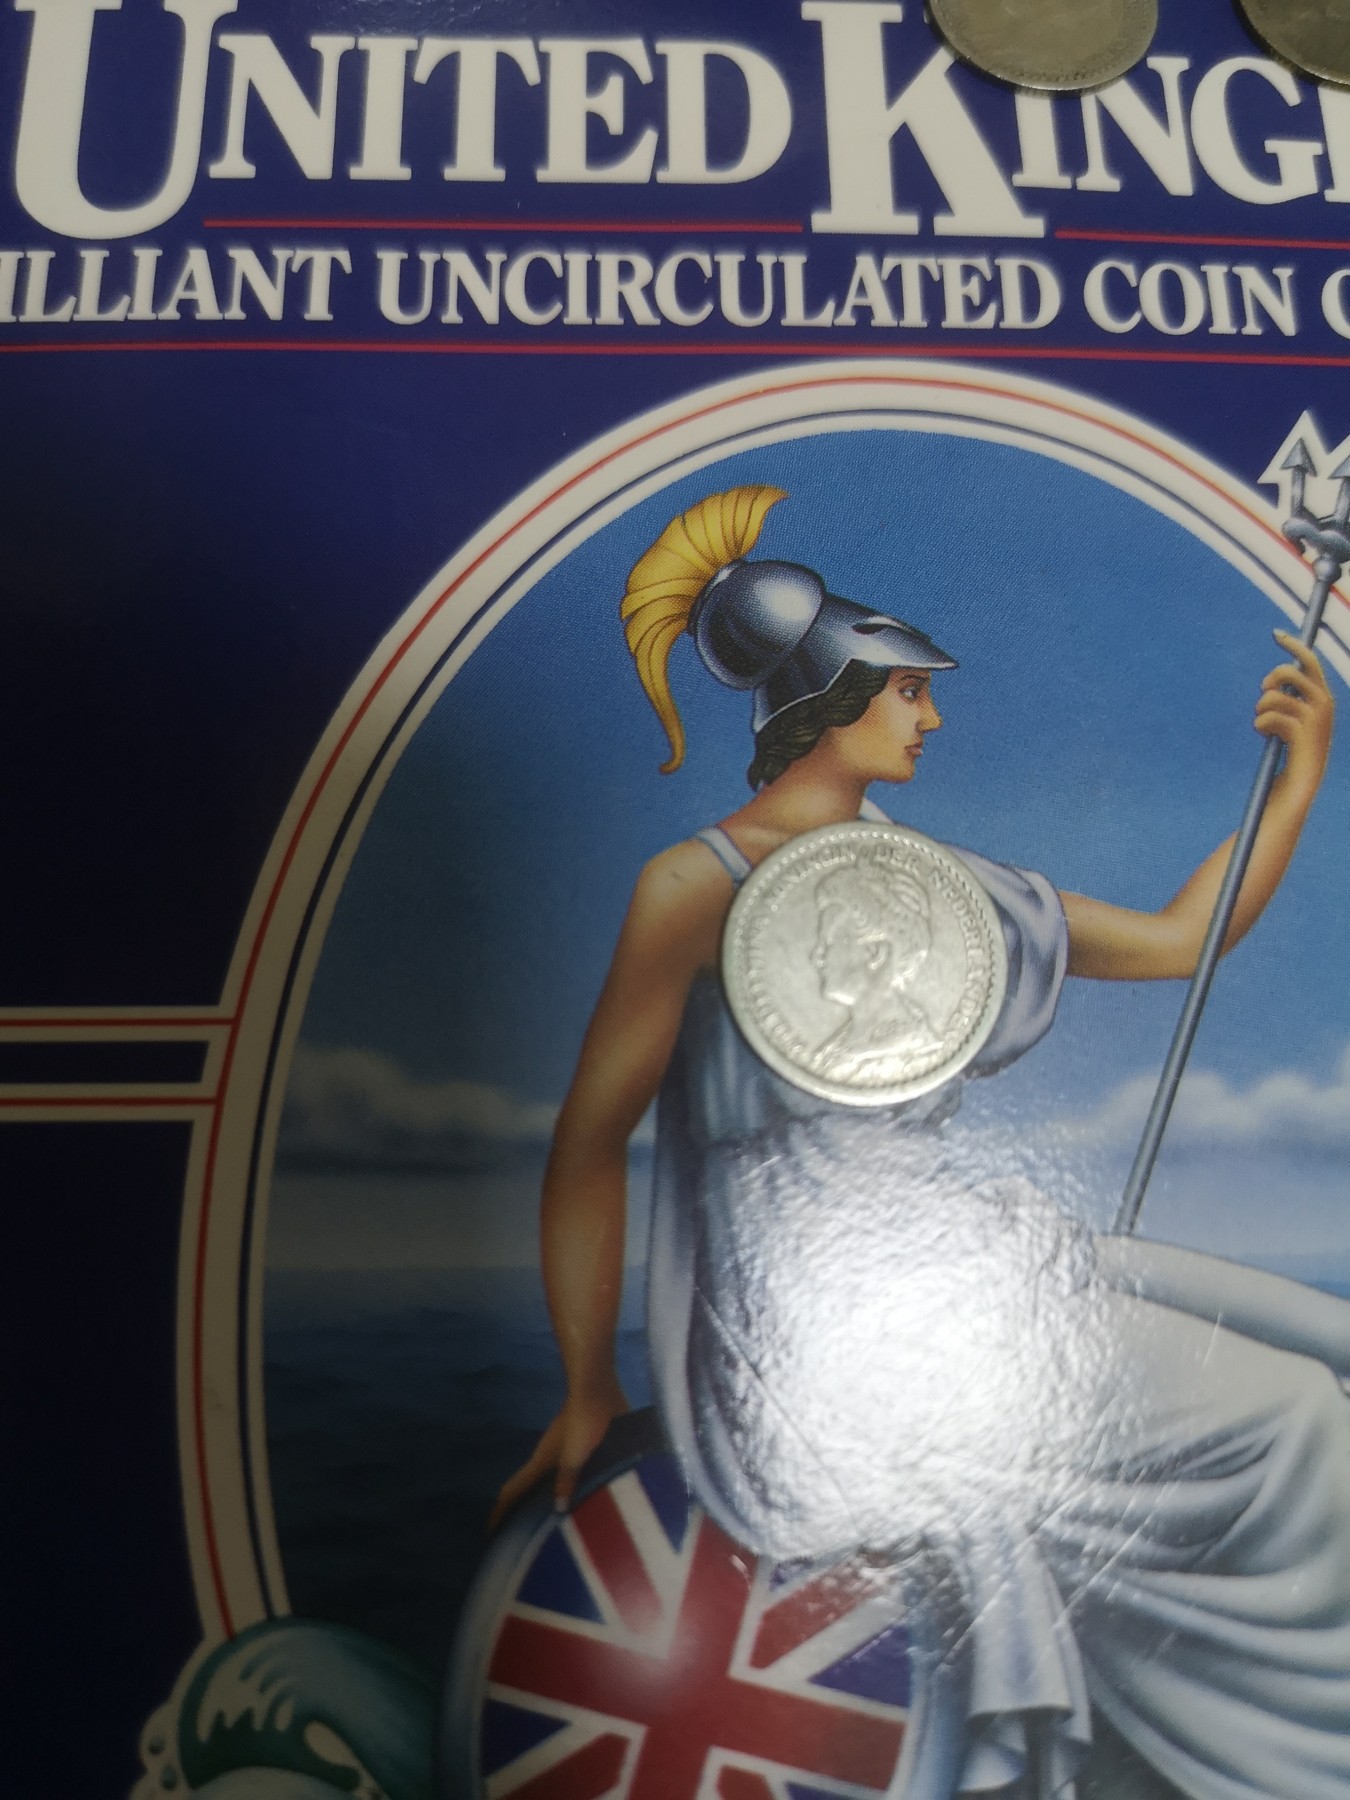 UNITED KING
ILLIANT UNCIRCULATED COIN C
WILHELMINA KONINGIN DER NEDERLANDEN